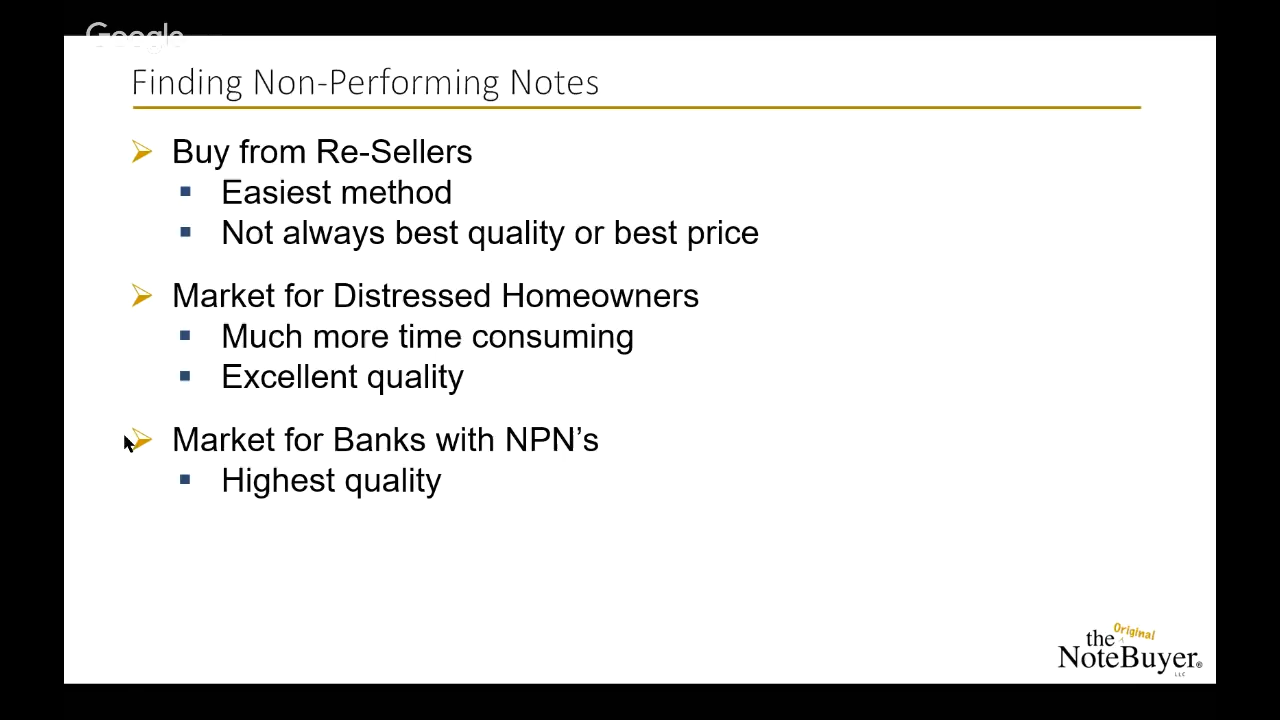 Google
Finding Non-Performing Notes
Buy from Re-Sellers
Easiest method
Not always best quality or best price
Market for Distressed Homeowners
Much more time consuming
Excellent quality
Market for Banks with NPN’s
Highest quality
the Original
NoteBuyer®
LLC